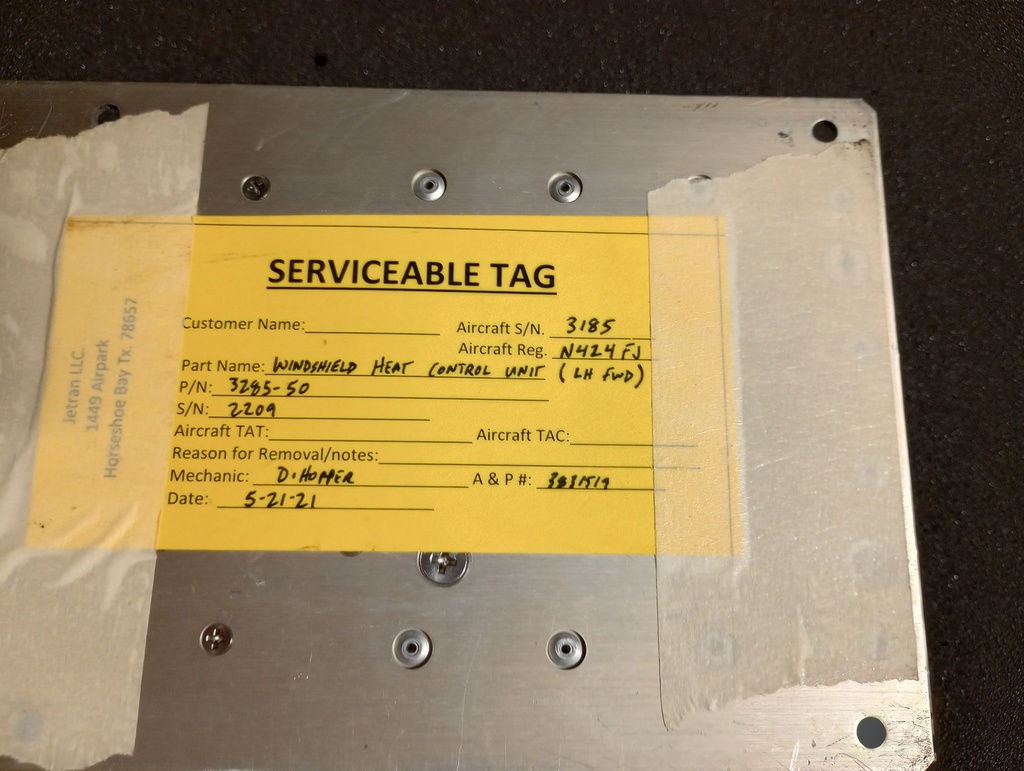 SERVICEABLE TAG
Customer Name: Aircraft S/N. 3185
Aircraft Reg. N424FJ
Part Name: WINDSHIELD HEAT CONTROL UNIT (LH FWD)
P/N: 3285-50
S/N: 2209
Aircraft TAT: Aircraft TAC:
Reason for Removal/notes:
Mechanic: D. HOPPER A & P #:
Date: 5-21-21
Jetran LLC.
1449 Airpark
Horseshoe Bay Tx. 78657